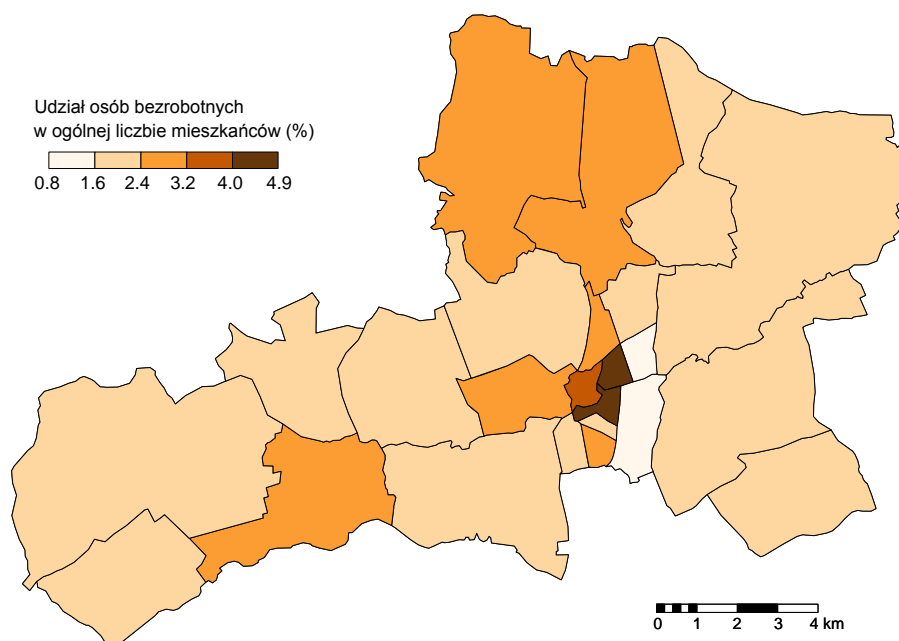 Udział osób bezrobotnych
w ogólnej liczbie mieszkańców (%)
0.8 1.6 2.4 3.2 4.0 4.9
0 1 2 3 4 km